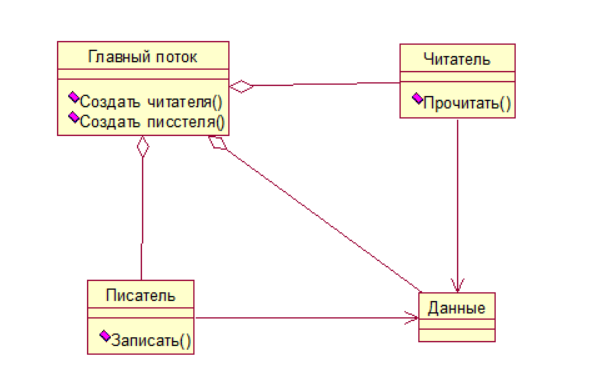 Главный поток
Создать читателя()
Создать писстеля()
Читатель
Прочитать()
Писатель
Записать()
Данные